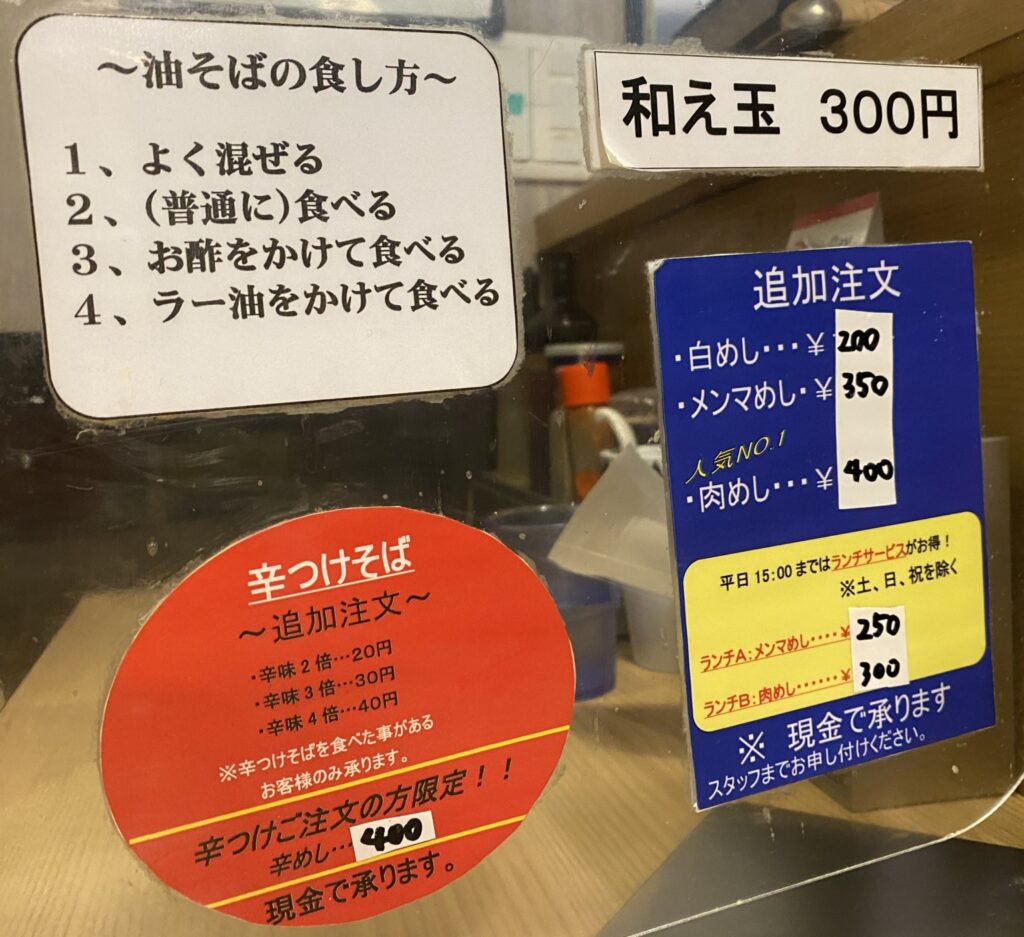 ～油そばの食し方～
１、よく混ぜる
２、(普通に)食べる
３、お酢をかけて食べる
４、ラー油をかけて食べる
和え玉 300円
追加注文
・白めし・・・￥200
・メンマめし・￥350
人気NO.1
・肉めし・・・￥400
平日 15:00 まではランチサービスがお得！
※土、日、祝を除く
ランチA：メンマめし・・・・￥250
ランチB：肉めし・・・・・・￥300
※ 現金で承ります
スタッフまでお申し付けください。
辛つけそば
～追加注文～
・辛味２倍…20円
・辛味３倍…30円
・辛味４倍…40円
※辛つけそばを食べた事がある
お客様のみ承ります。
辛つけご注文の方限定！！
辛めし…400
現金で承ります。